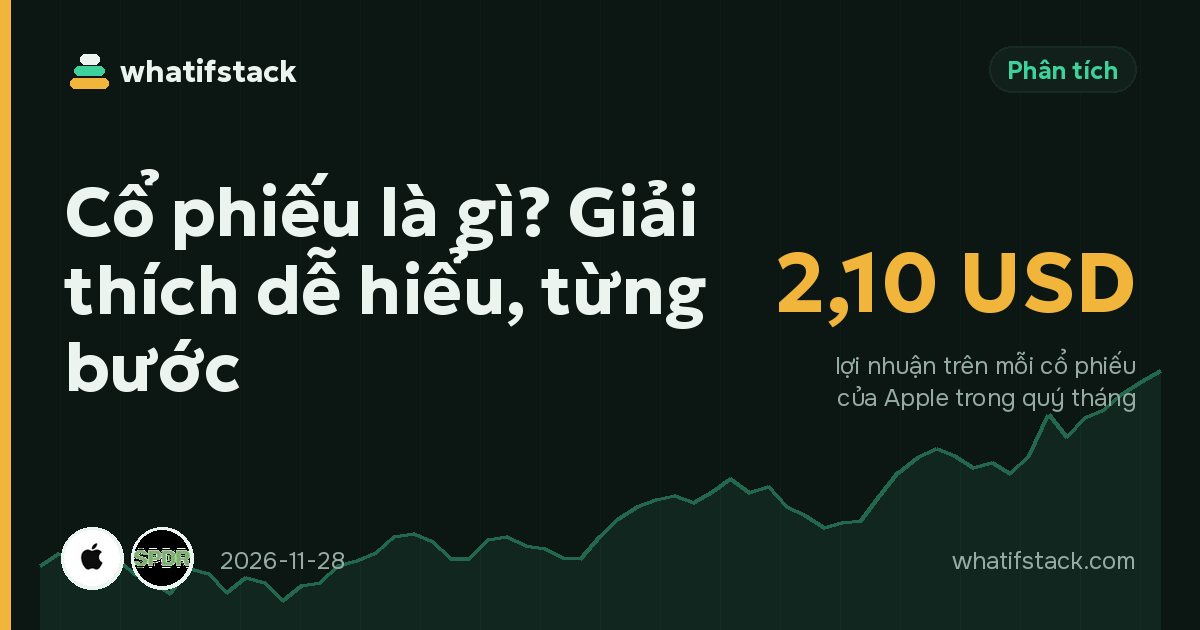 whatifstack
Phân tích
Cổ phiếu là gì? Giải
thích dễ hiểu, từng
bước
2,10 USD
lợi nhuận trên mỗi cổ phiếu
của Apple trong quý tháng
SPDR
2026-11-28
whatifstack.com